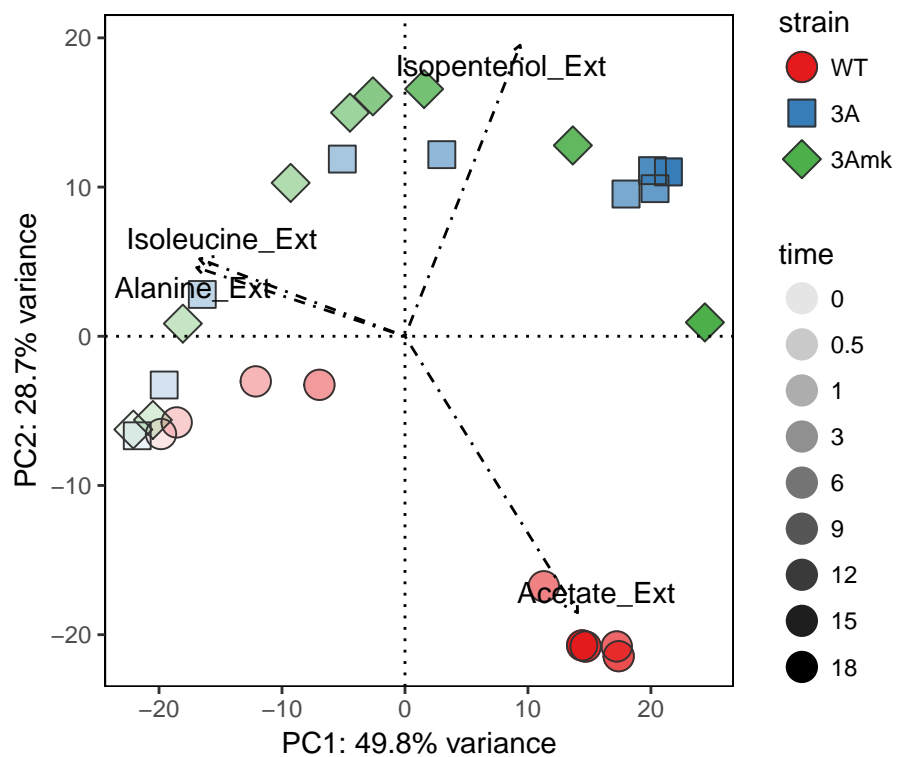 strain
WT
3A
3Amk
time
0
0.5
1
3
6
9
12
15
18
PC2: 28.7% variance
20
10
0
−10
−20
Isopentenol_Ext
Isoleucine_Ext
Alanine_Ext
Acetate_Ext
−20
−10
0
10
20
PC1: 49.8% variance